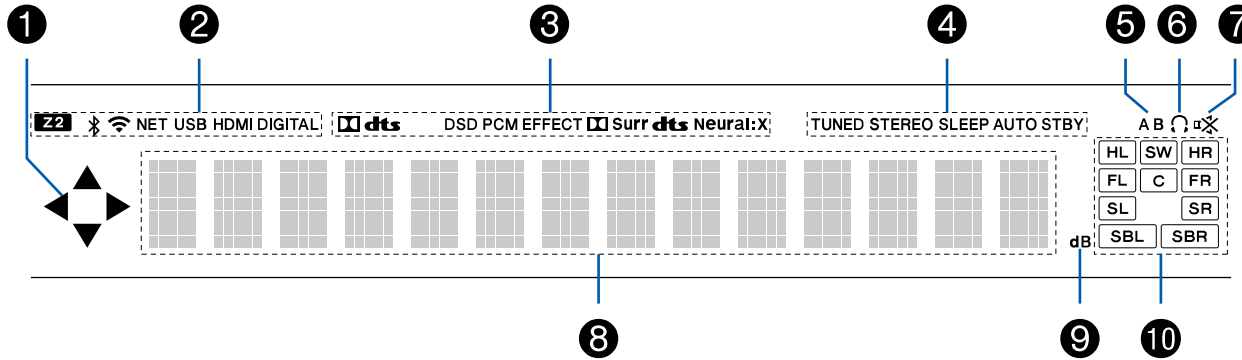 1 2 3 4 5 6 7
Z2 NET USB HDMI DIGITAL dts DSD PCM EFFECT Surr dts Neural:X TUNED STEREO SLEEP AUTO STBY A B
HL SW HR
FL C FR
SL SR
SBL SBR
dB
8 9 10